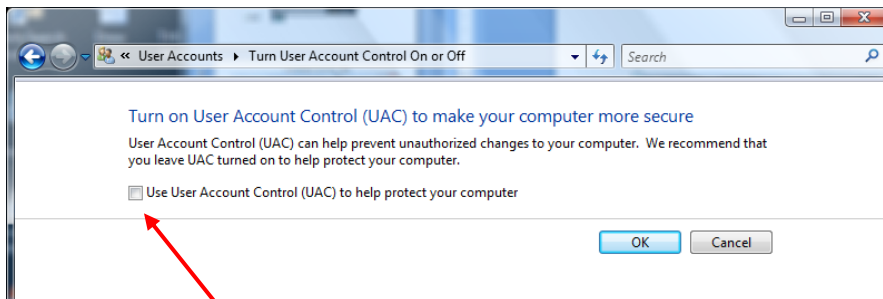 « User Accounts ▸ Turn User Account Control On or Off Search
Turn on User Account Control (UAC) to make your computer more secure
User Account Control (UAC) can help prevent unauthorized changes to your computer. We recommend that
you leave UAC turned on to help protect your computer.
Use User Account Control (UAC) to help protect your computer
OK Cancel